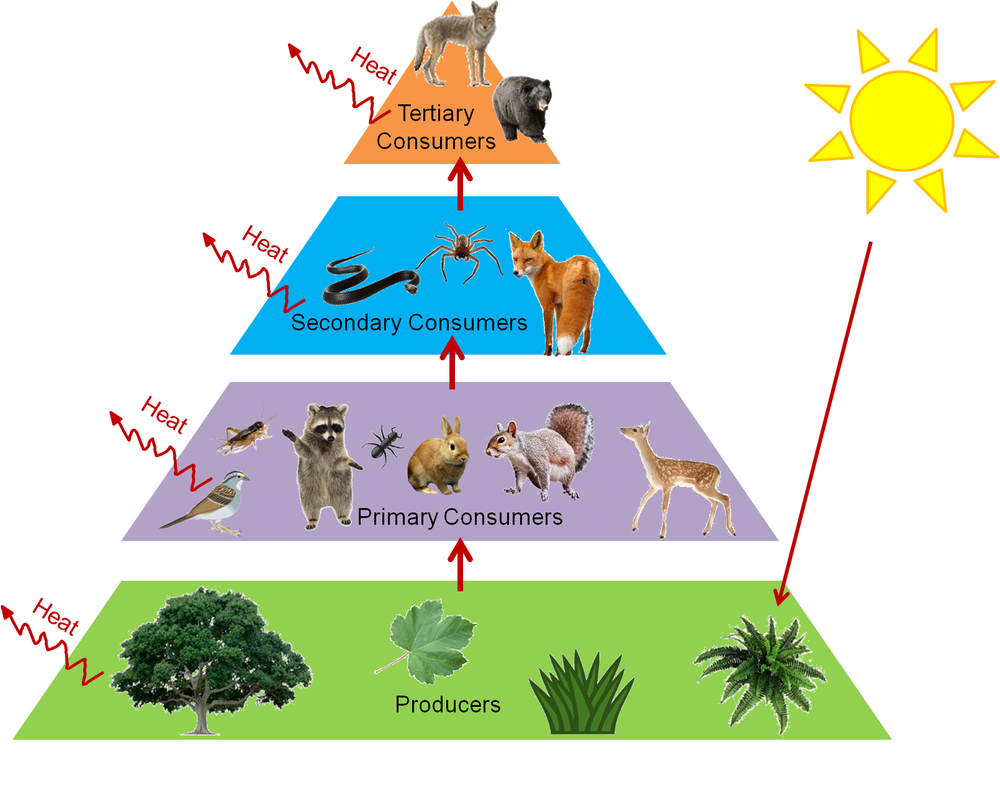 Heat
Tertiary
Consumers
Heat
Secondary Consumers
Heat
Primary Consumers
Heat
Producers